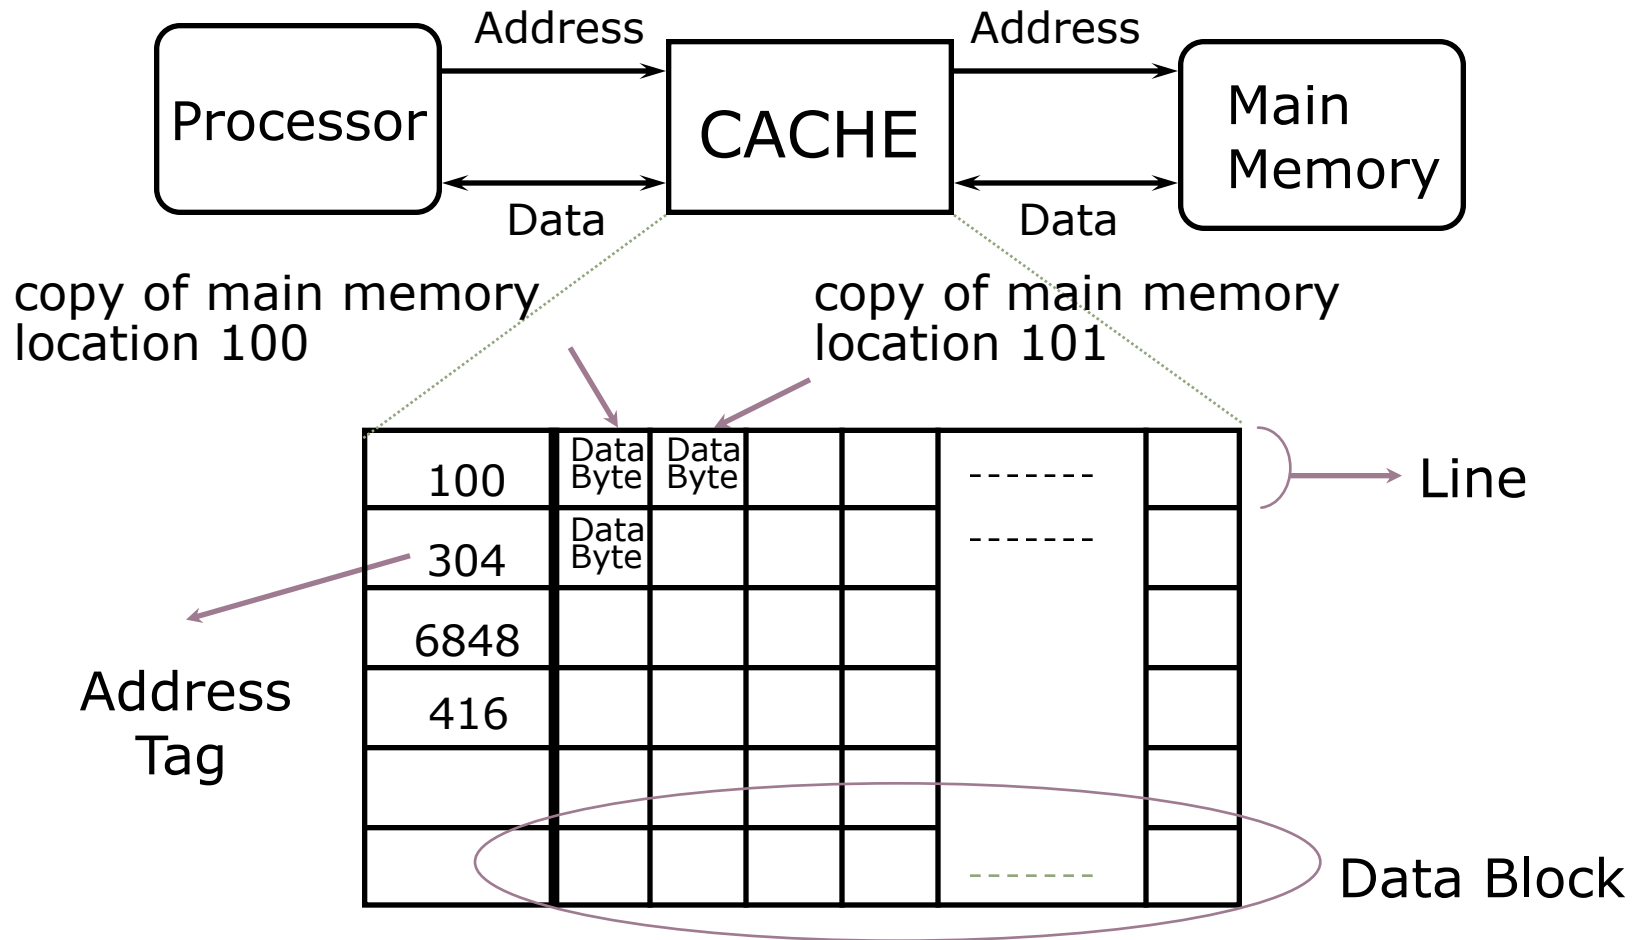 Address
Address
Processor
CACHE
Main
Memory
Data
Data
copy of main memory
location 100
copy of main memory
location 101
100
Data
Byte
Data
Byte
-------
Line
304
Data
Byte
-------
6848
416
Address
Tag
-------
Data Block